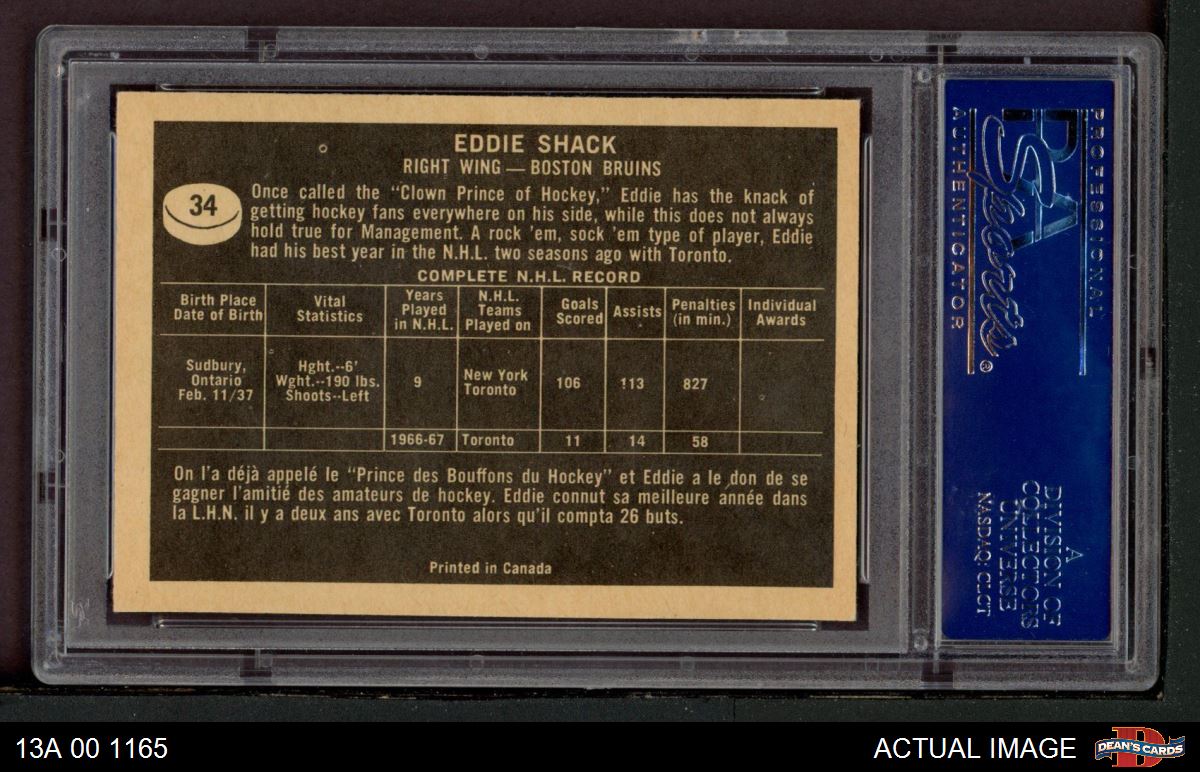 EDDIE SHACK
RIGHT WING — BOSTON BRUINS
34
Once called the "Clown Prince of Hockey," Eddie has the knack of
getting hockey fans everywhere on his side, while this does not always
hold true for Management. A rock 'em, sock 'em type of player, Eddie
had his best year in the N.H.L. two seasons ago with Toronto.
COMPLETE N.H.L. RECORD
Birth Place
Date of Birth
Vital
Statistics
Years
Played
in N.H.L.
N.H.L.
Teams
Played on
Goals
Scored
Assists
Penalties
(in min.)
Individual
Awards
Sudbury,
Ontario
Feb. 11/37
Hght.--6'
Wght.--190 lbs.
Shoots--Left
9
New York
Toronto
106
113
827
1966-67
Toronto
11
14
58
On l'a déjà appelé le "Prince des Bouffons du Hockey" et Eddie a le don de se
gagner l'amitié des amateurs de hockey. Eddie connut sa meilleure année dans
la L.H.N. il y a deux ans avec Toronto alors qu'il compta 26 buts.
Printed in Canada
PROFESSIONAL
PSA
Sports®
AUTHENTICATOR
A
DIVISION OF
COLLECTORS
UNIVERSE
NASDAQ: CLCT
13A 00 1165
ACTUAL IMAGE
D
DEAN'S CARDS